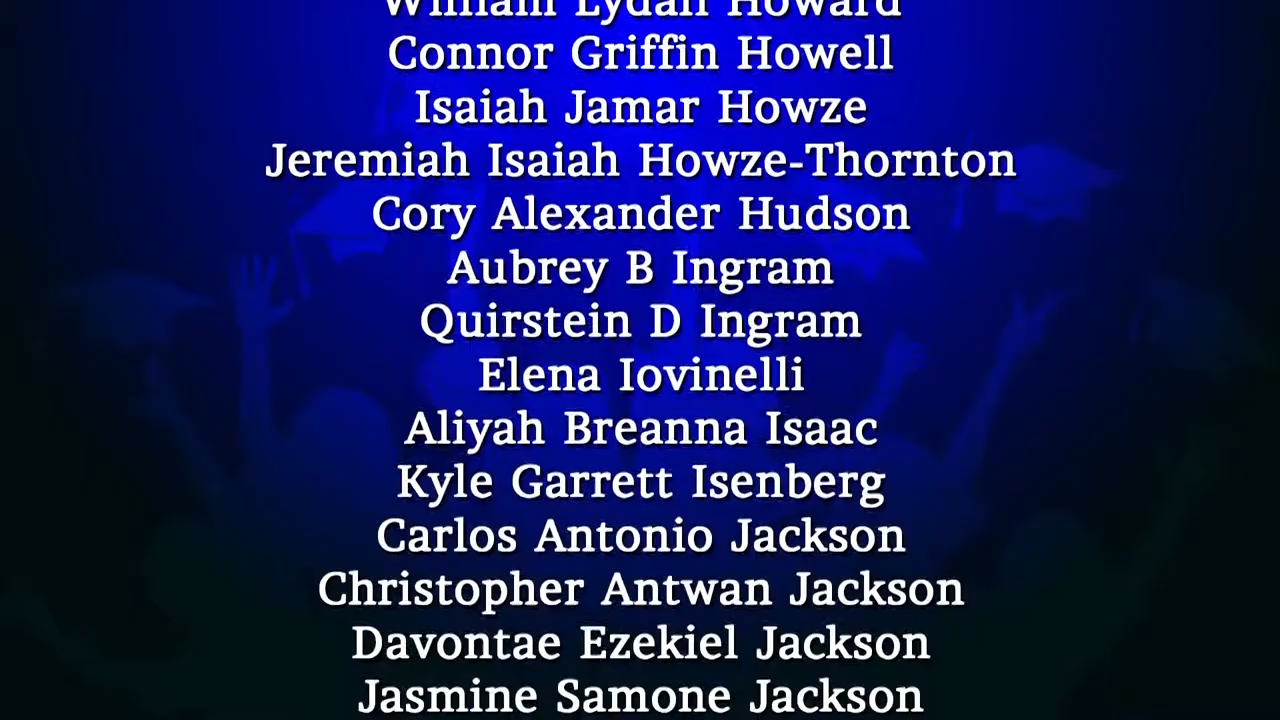 Howard
Connor Griffin Howell
Isaiah Jamar Howze
Jeremiah Isaiah Howze-Thornton
Cory Alexander Hudson
Aubrey B Ingram
Quirstein D Ingram
Elena Iovinelli
Aliyah Breanna Isaac
Kyle Garrett Isenberg
Carlos Antonio Jackson
Christopher Antwan Jackson
Davontae Ezekiel Jackson
Jasmine Samone Jackson